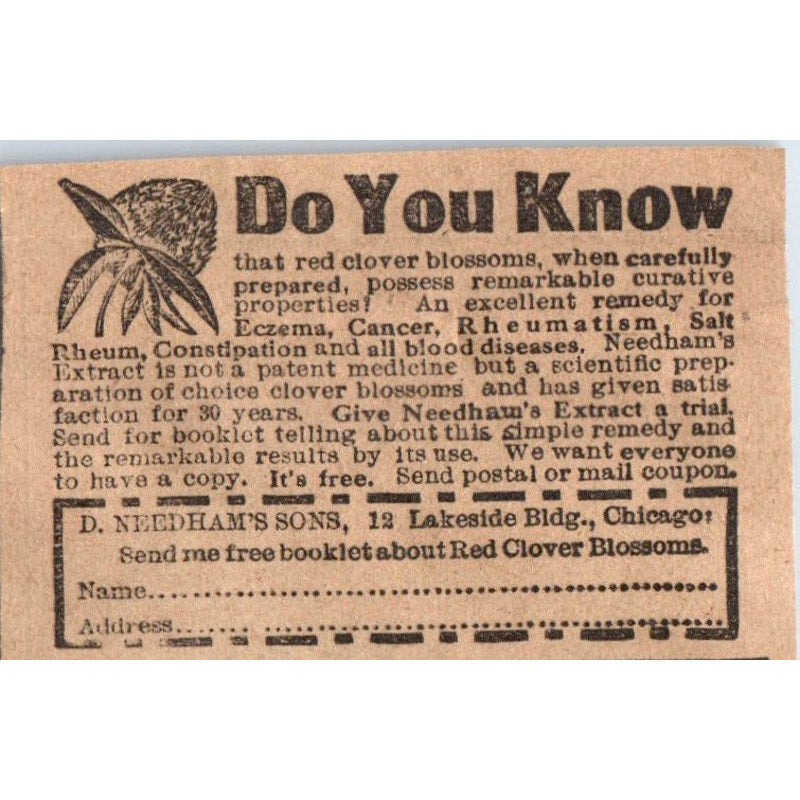 Do You Know
that red clover blossoms, when carefully
prepared, possess remarkable curative
properties? An excellent remedy for
Eczema, Cancer, Rheumatism, Salt
Rheum, Constipation and all blood diseases. Needham's
Extract is not a patent medicine but a scientific prep-
aration of choice clover blossoms and has given satis-
faction for 30 years. Give Needham's Extract a trial.
Send for booklet telling about this simple remedy and
the remarkable results by its use. We want everyone
to have a copy. It's free. Send postal or mail coupon.
D. NEEDHAM'S SONS, 12 Lakeside Bldg., Chicago:
Send me free booklet about Red Clover Blossoms.
Name
Address